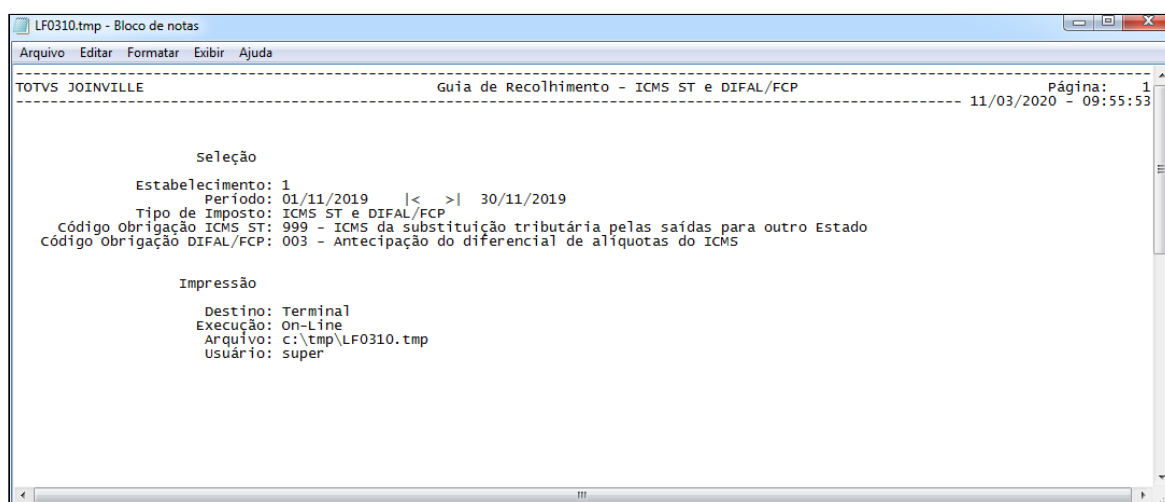 LF0310.tmp - Bloco de notas
Arquivo Editar Formatar Exibir Ajuda
TOTVS JOINVILLE Guia de Recolhimento - ICMS ST e DIFAL/FCP Página: 1
11/03/2020 - 09:55:53
Seleção
Estabelecimento: 1
Período: 01/11/2019 |< >| 30/11/2019
Tipo de Imposto: ICMS ST e DIFAL/FCP
Código Obrigação ICMS ST: 999 - ICMS da substituição tributária pelas saídas para outro Estado
Código Obrigação DIFAL/FCP: 003 - Antecipação do diferencial de alíquotas do ICMS
Impressão
Destino: Terminal
Execução: On-Line
Arquivo: c:\tmp\LF0310.tmp
Usuário: super